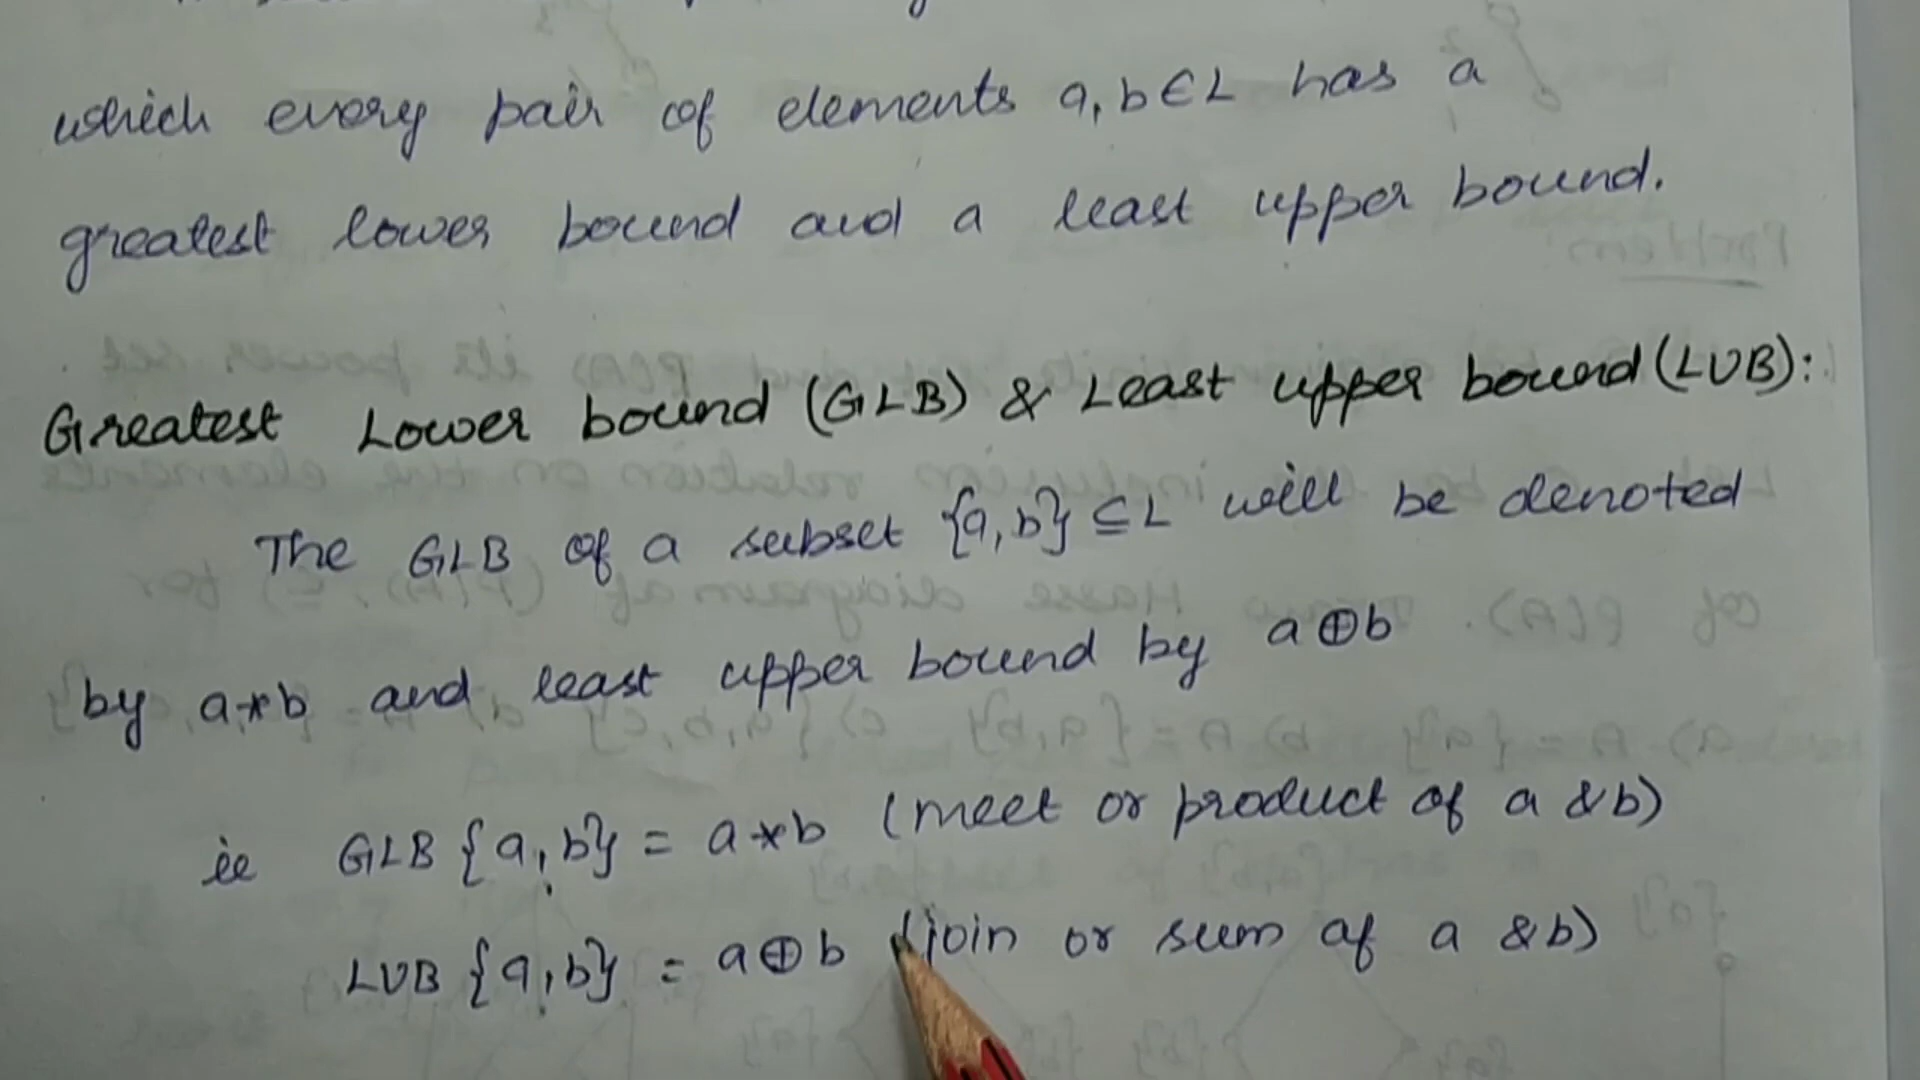 which every pair of elements a, b ∈ L has a
greatest lower bound and a least upper bound.
Greatest Lower bound (GLB) & Least upper bound (LUB):
The GLB of a subset {a, b} ⊆ L will be denoted
by a * b and least upper bound by a ⊕ b
ie GLB {a, b} = a * b (meet or product of a & b)
LUB {a, b} = a ⊕ b (join or sum of a & b)